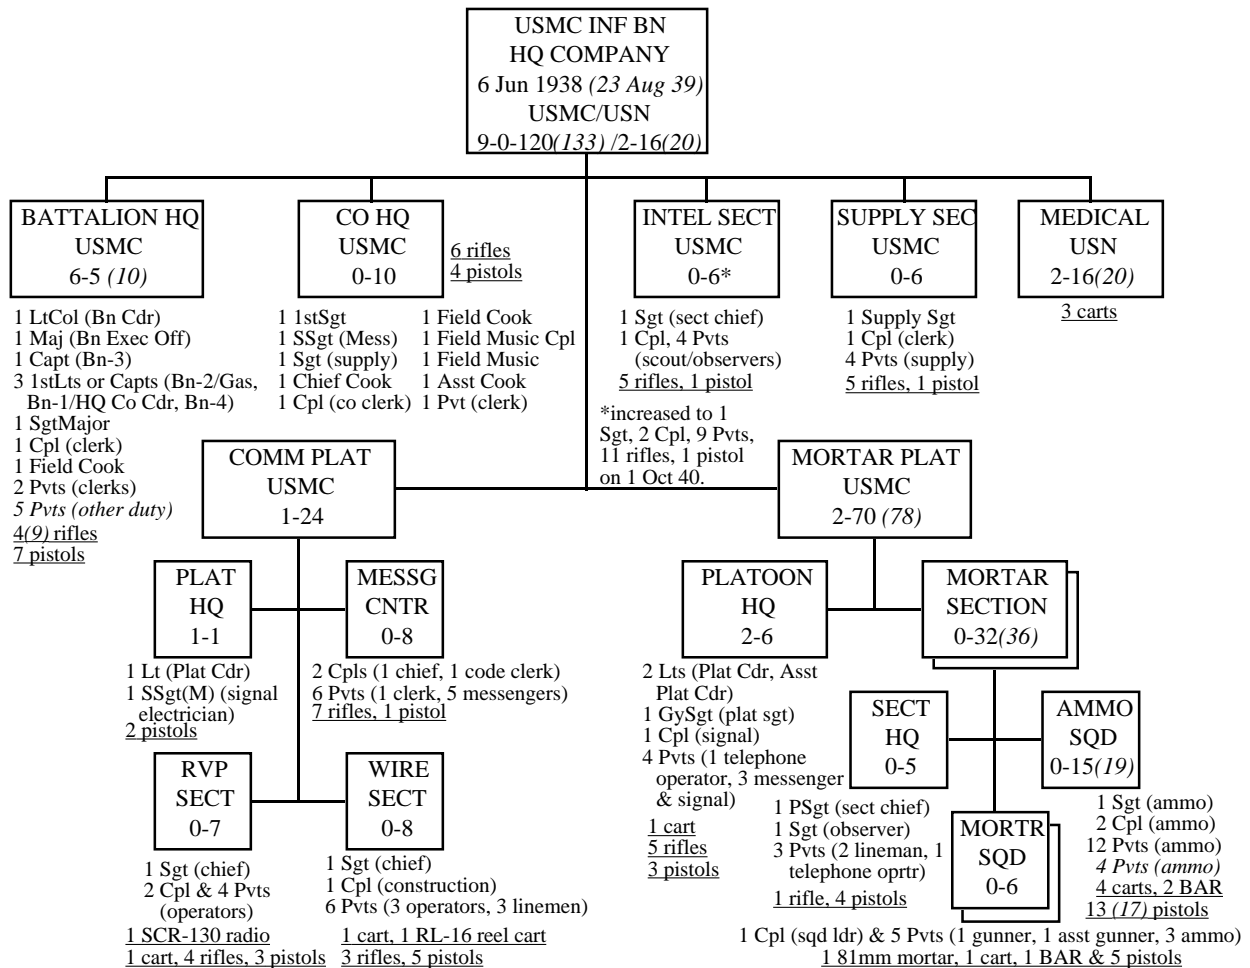 USMC INF BN
HQ COMPANY
6 Jun 1938 (23 Aug 39)
USMC/USN
9-0-120(133) /2-16(20)
BATTALION HQ
USMC
6-5 (10)
1 LtCol (Bn Cdr)
1 Maj (Bn Exec Off)
1 Capt (Bn-3)
3 1stLts or Capts (Bn-2/Gas,
Bn-1/HQ Co Cdr, Bn-4)
1 SgtMajor
1 Cpl (clerk)
1 Field Cook
2 Pvts (clerks)
5 Pvts (other duty)
4(9) rifles
7 pistols
CO HQ
USMC
0-10
6 rifles
4 pistols
1 1stSgt
1 SSgt (Mess)
1 Sgt (supply)
1 Chief Cook
1 Cpl (co clerk)
1 Field Cook
1 Field Music Cpl
1 Field Music
1 Asst Cook
1 Pvt (clerk)
INTEL SECT
USMC
0-6*
1 Sgt (sect chief)
1 Cpl, 4 Pvts
(scout/observers)
5 rifles, 1 pistol
*increased to 1
Sgt, 2 Cpl, 9 Pvts,
11 rifles, 1 pistol
on 1 Oct 40.
SUPPLY SEC
USMC
0-6
1 Supply Sgt
1 Cpl (clerk)
4 Pvts (supply)
5 rifles, 1 pistol
MEDICAL
USN
2-16(20)
3 carts
COMM PLAT
USMC
1-24
PLAT
HQ
1-1
1 Lt (Plat Cdr)
1 SSgt(M) (signal
electrician)
2 pistols
MESSG
CNTR
0-8
2 Cpls (1 chief, 1 code clerk)
6 Pvts (1 clerk, 5 messengers)
7 rifles, 1 pistol
RVP
SECT
0-7
1 Sgt (chief)
2 Cpl & 4 Pvts
(operators)
1 SCR-130 radio
1 cart, 4 rifles, 3 pistols
WIRE
SECT
0-8
1 Sgt (chief)
1 Cpl (construction)
6 Pvts (3 operators, 3 linemen)
1 cart, 1 RL-16 reel cart
3 rifles, 5 pistols
MORTAR PLAT
USMC
2-70 (78)
PLATOON
HQ
2-6
2 Lts (Plat Cdr, Asst
Plat Cdr)
1 GySgt (plat sgt)
1 Cpl (signal)
4 Pvts (1 telephone
operator, 3 messenger
& signal)
1 cart
5 rifles
3 pistols
MORTAR
SECTION
0-32(36)
SECT
HQ
0-5
1 PSgt (sect chief)
1 Sgt (observer)
3 Pvts (2 lineman, 1
telephone oprtr)
1 rifle, 4 pistols
AMMO
SQD
0-15(19)
1 Sgt (ammo)
2 Cpl (ammo)
12 Pvts (ammo)
4 Pvts (ammo)
4 carts, 2 BAR
13 (17) pistols
MORTR
SQD
0-6
1 Cpl (sqd ldr) & 5 Pvts (1 gunner, 1 asst gunner, 3 ammo)
1 81mm mortar, 1 cart, 1 BAR & 5 pistols